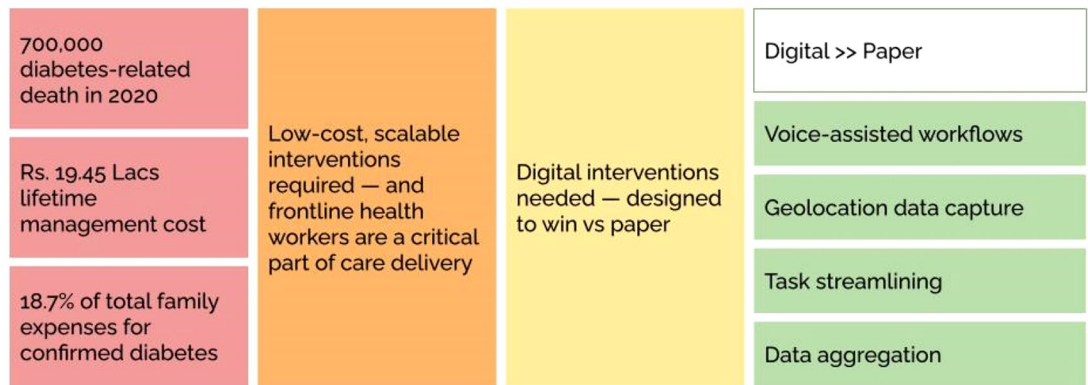 700,000
diabetes-related
death in 2020
Rs. 19.45 Lacs
lifetime
management cost
18.7% of total family
expenses for
confirmed diabetes
Low-cost, scalable
interventions
required — and
frontline health
workers are a critical
part of care delivery
Digital interventions
needed — designed
to win vs paper
Digital >> Paper
Voice-assisted workflows
Geolocation data capture
Task streamlining
Data aggregation